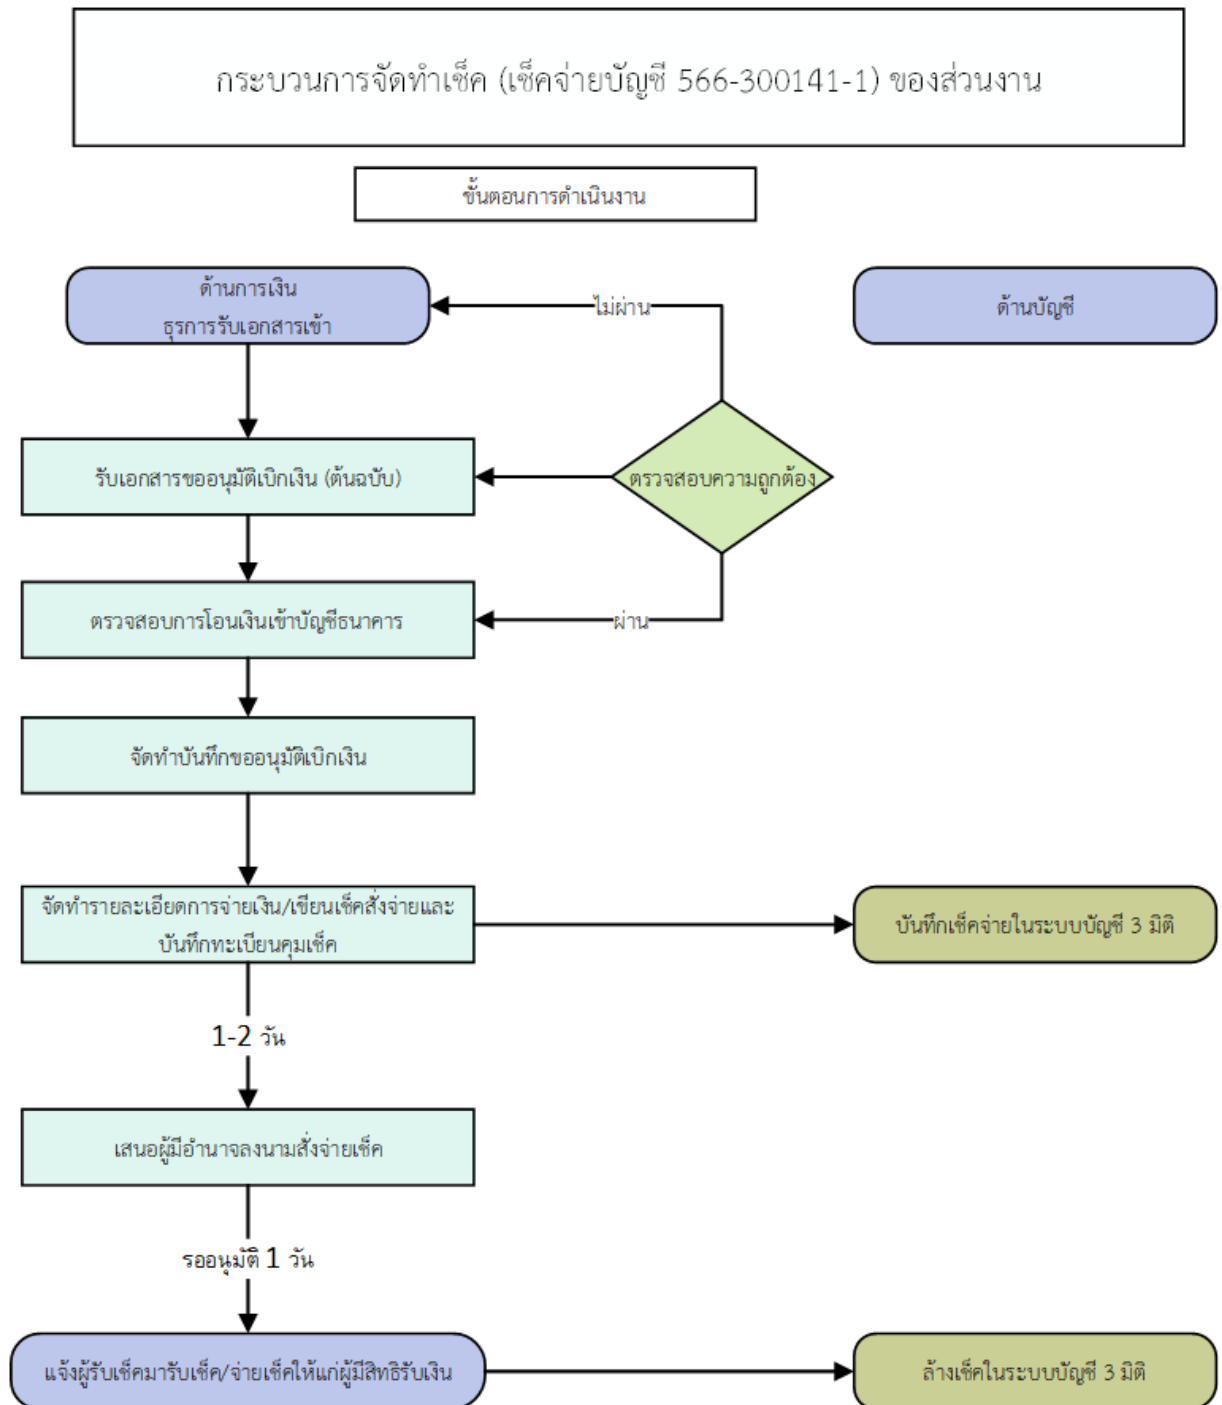 กระบวนการจัดทำเช็ค (เช็คจ่ายบัญชี 566-300141-1) ของส่วนงาน
ขั้นตอนการดำเนินงาน
ด้านการเงิน
ธุรการรับเอกสารเข้า
ไม่ผ่าน
ด้านบัญชี
รับเอกสารขออนุมัติเบิกเงิน (ต้นฉบับ)
ตรวจสอบความถูกต้อง
ตรวจสอบการโอนเงินเข้าบัญชีธนาคาร
ผ่าน
จัดทำบันทึกขออนุมัติเบิกเงิน
จัดทำรายละเอียดการจ่ายเงิน/เขียนเช็คสั่งจ่ายและ
บันทึกทะเบียนคุมเช็ค
บันทึกเช็คจ่ายในระบบบัญชี 3 มิติ
1-2 วัน
เสนอผู้มีอำนาจลงนามสั่งจ่ายเช็ค
รออนุมัติ 1 วัน
แจ้งผู้รับเช็คมารับเช็ค/จ่ายเช็คให้แก่ผู้มีสิทธิรับเงิน
ล้างเช็คในระบบบัญชี 3 มิติ